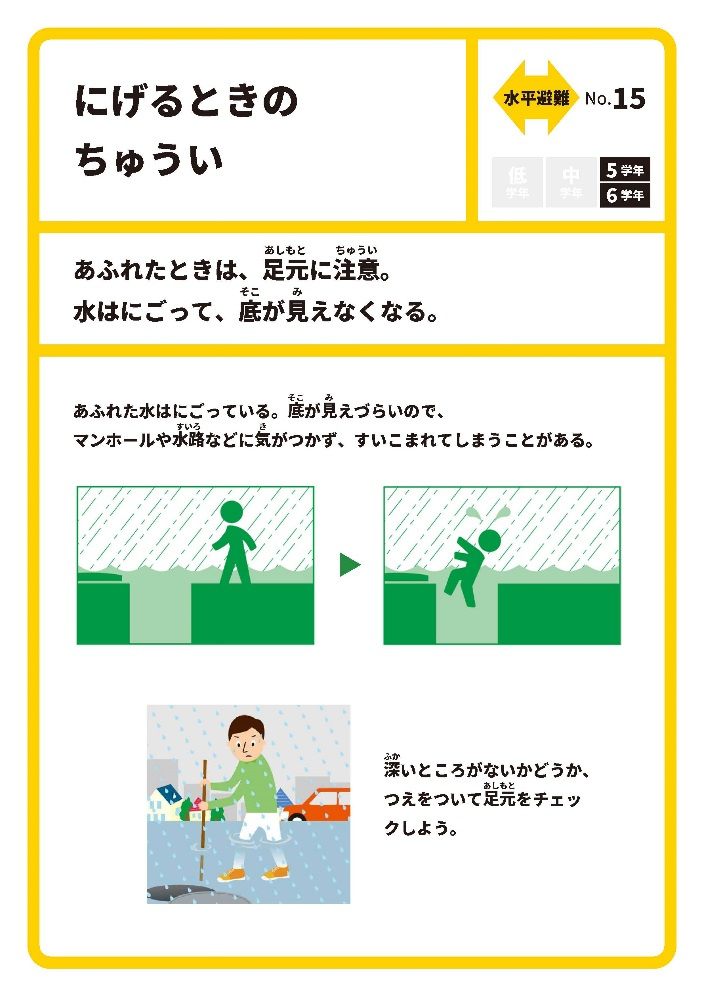 にげるときの
ちゅうい
水平避難
No.15
低
学年
中
学年
5学年
6学年
あしもと ちゅうい
あふれたときは、足元に注意。
そこ み
水はにごって、底が見えなくなる。
そこ み
あふれた水はにごっている。底が見えづらいので、
すいろ き
マンホールや水路などに気がつかず、すいこまれてしまうことがある。
ふか
深いところがないかどうか、
あしもと
つえをついて足元をチェッ
クしよう。